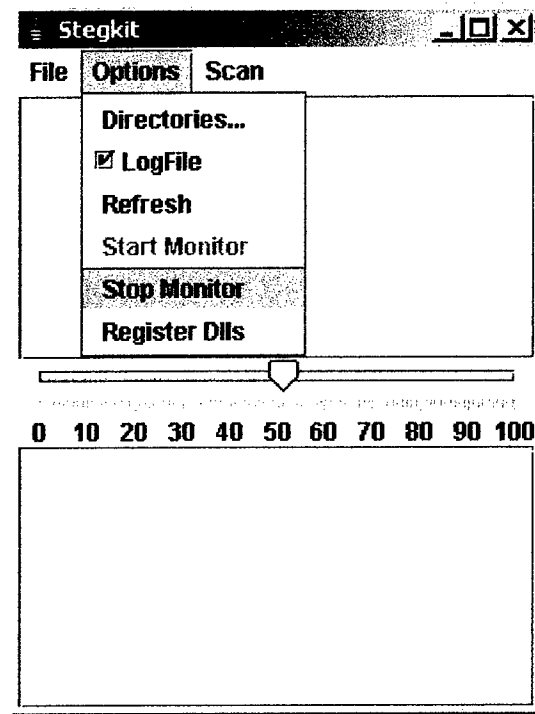 Stegkit
File Options Scan
Directories...
LogFile
Refresh
Start Monitor
Stop Monitor
Register Dlls
0 10 20 30 40 50 60 70 80 90 100